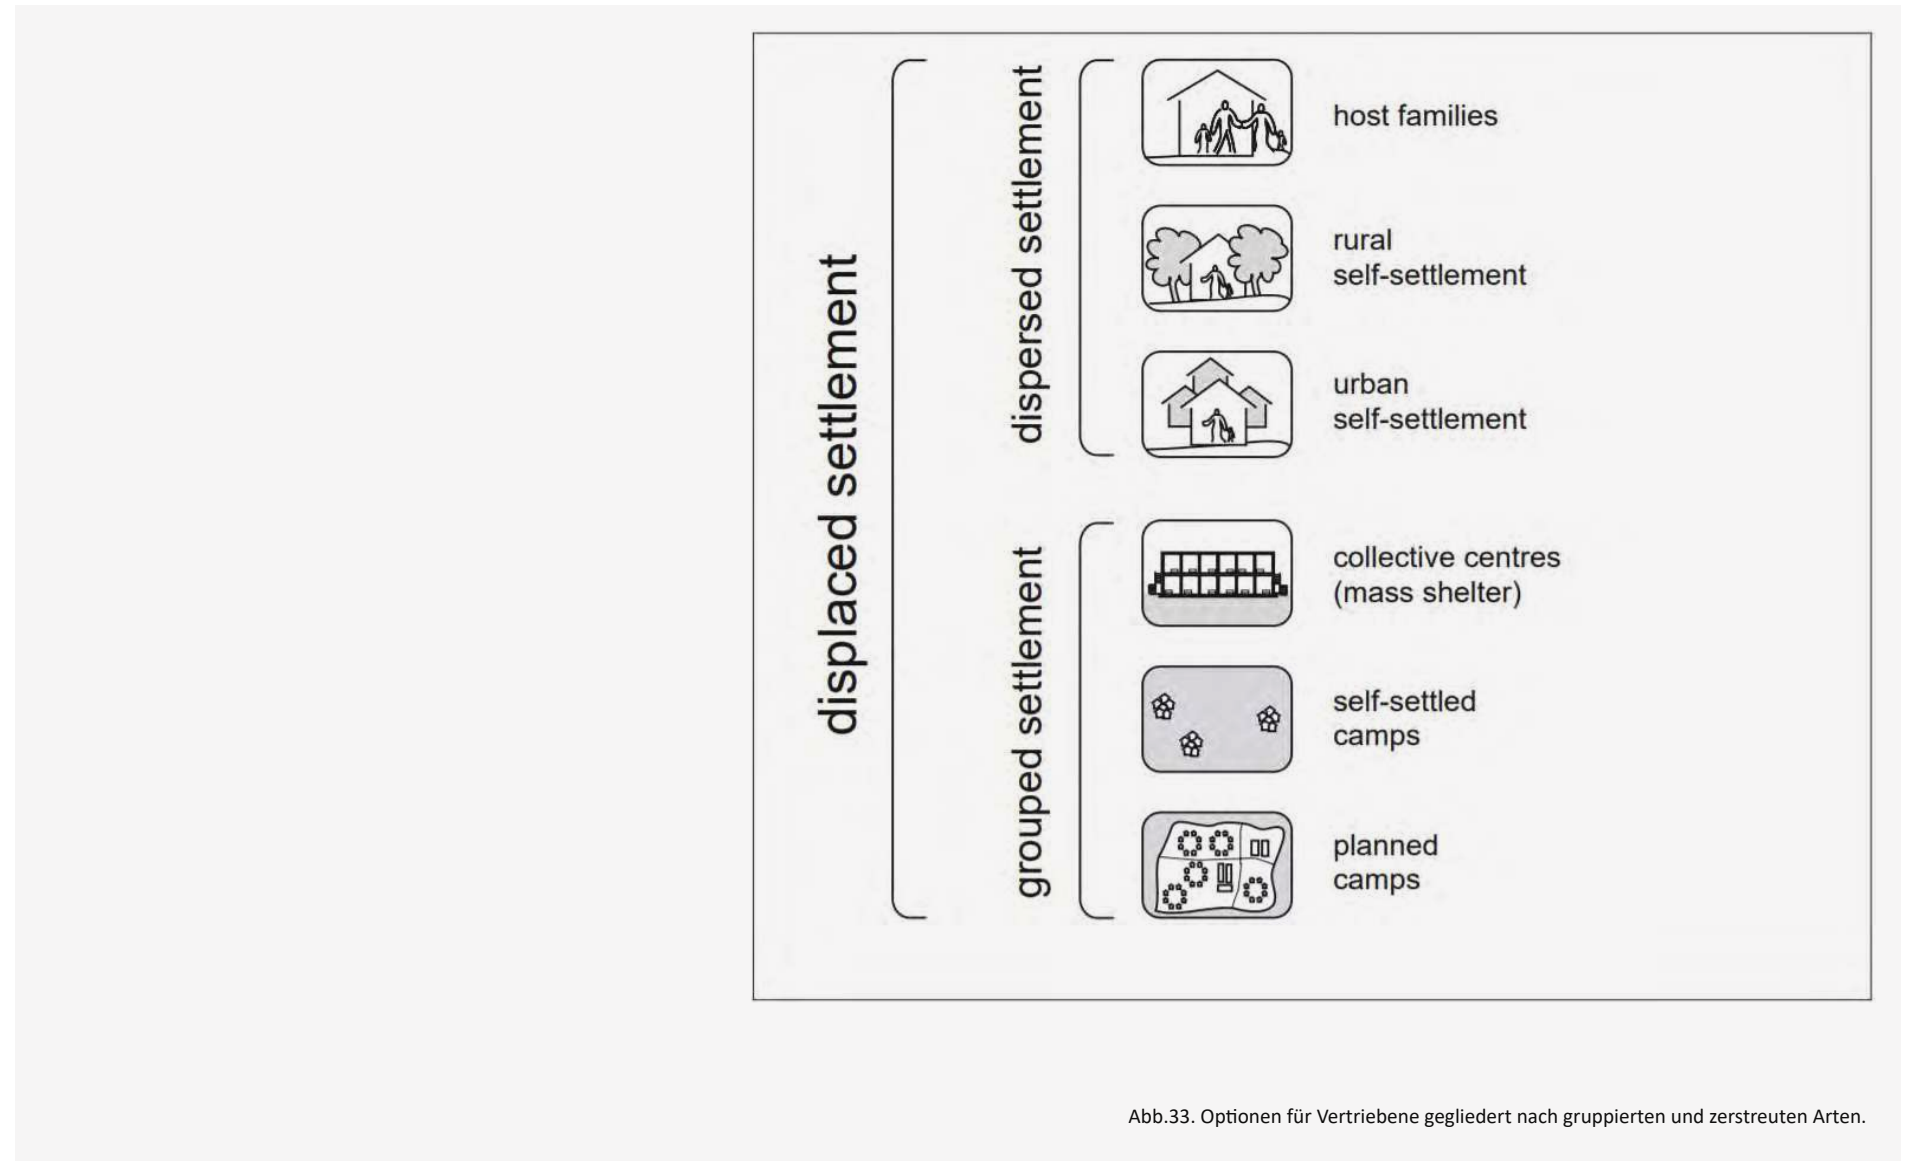 displaced settlement
dispersed settlement
host families
rural
self-settlement
urban
self-settlement
grouped settlement
collective centres
(mass shelter)
self-settled
camps
planned
camps
Abb.33. Optionen für Vertriebene gegliedert nach gruppierten und zerstreuten Arten.